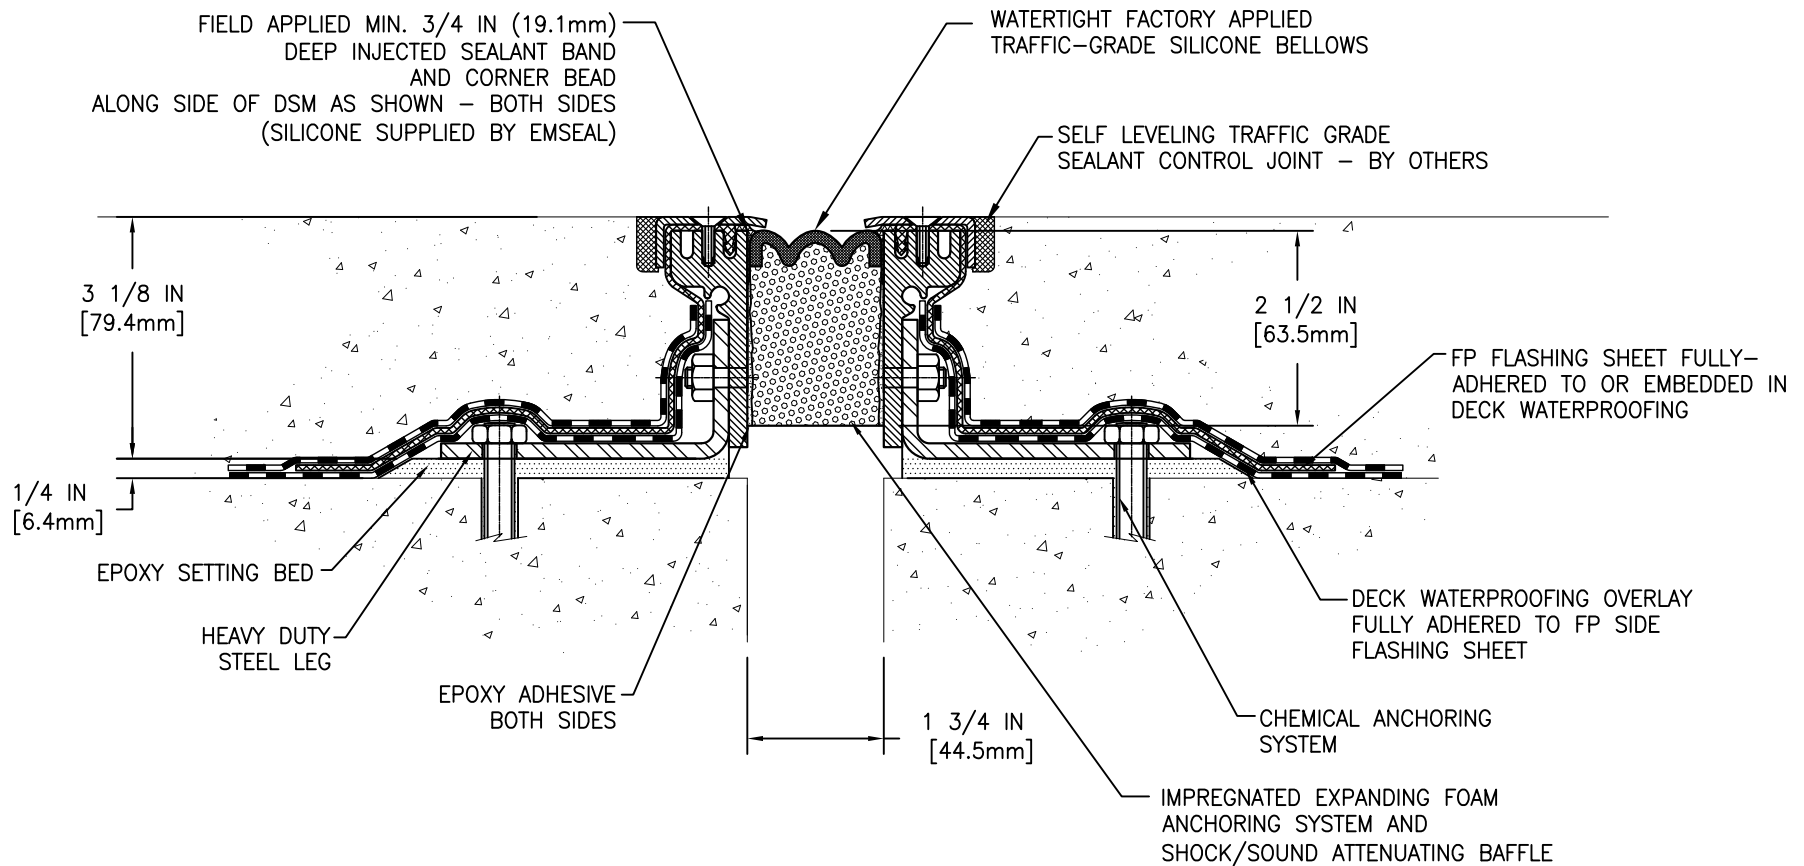 FIELD APPLIED MIN. 3/4 IN (19.1mm)
DEEP INJECTED SEALANT BAND
AND CORNER BEAD
ALONG SIDE OF DSM AS SHOWN – BOTH SIDES
(SILICONE SUPPLIED BY EMSEAL)
WATERTIGHT FACTORY APPLIED
TRAFFIC–GRADE SILICONE BELLOWS
SELF LEVELING TRAFFIC GRADE
SEALANT CONTROL JOINT – BY OTHERS
3 1/8 IN
[79.4mm]
2 1/2 IN
[63.5mm]
FP FLASHING SHEET FULLY–
ADHERED TO OR EMBEDDED IN
DECK WATERPROOFING
1/4 IN
[6.4mm]
EPOXY SETTING BED
HEAVY DUTY
STEEL LEG
EPOXY ADHESIVE
BOTH SIDES
1 3/4 IN
[44.5mm]
DECK WATERPROOFING OVERLAY
FULLY ADHERED TO FP SIDE
FLASHING SHEET
CHEMICAL ANCHORING
SYSTEM
IMPREGNATED EXPANDING FOAM
ANCHORING SYSTEM AND
SHOCK/SOUND ATTENUATING BAFFLE